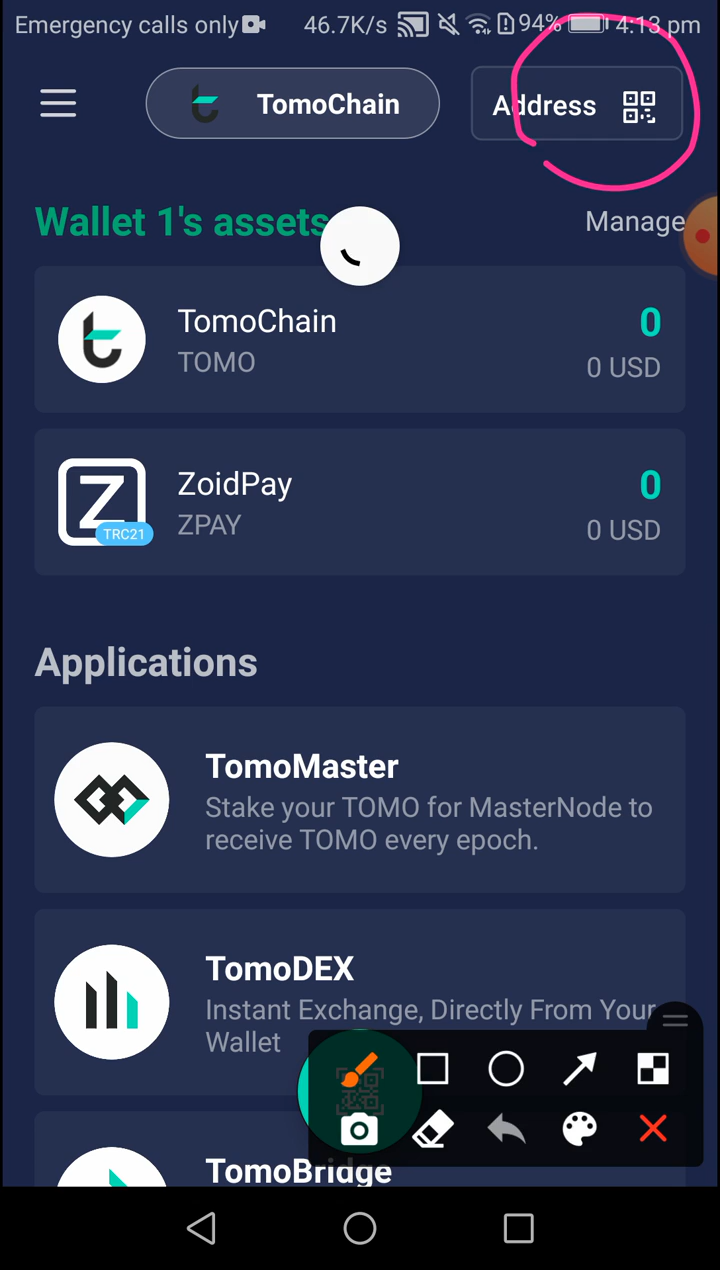 Emergency calls only 46.7K/s 94% 4:13 pm
TomoChain
Address
Wallet 1's assets
Manage
TomoChain
0
TOMO
0 USD
ZoidPay
0
ZPAY
0 USD
TRC21
Applications
TomoMaster
Stake your TOMO for MasterNode to
receive TOMO every epoch.
TomoDEX
Instant Exchange, Directly From Your
Wallet
TomoBridge